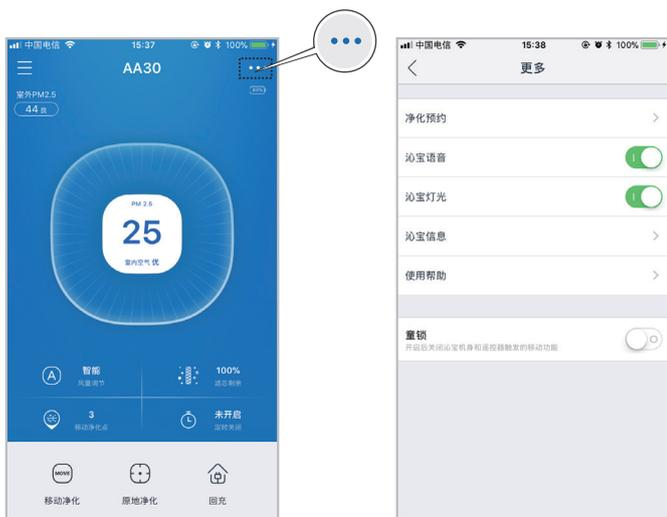 中国电信 15:37 100%
AA30
室外PM2.5
44 良
PM 2.5
25
室内空气 优
智能
风量调节
100%
滤芯剩余
3
移动净化点
未开启
定时关闭
MOVE
移动净化
原地净化
回充
中国电信 15:38 100%
更多
净化预约
沁宝语音
沁宝灯光
沁宝信息
使用帮助
童锁
开启后关闭沁宝机身和遥控器触发的移动功能